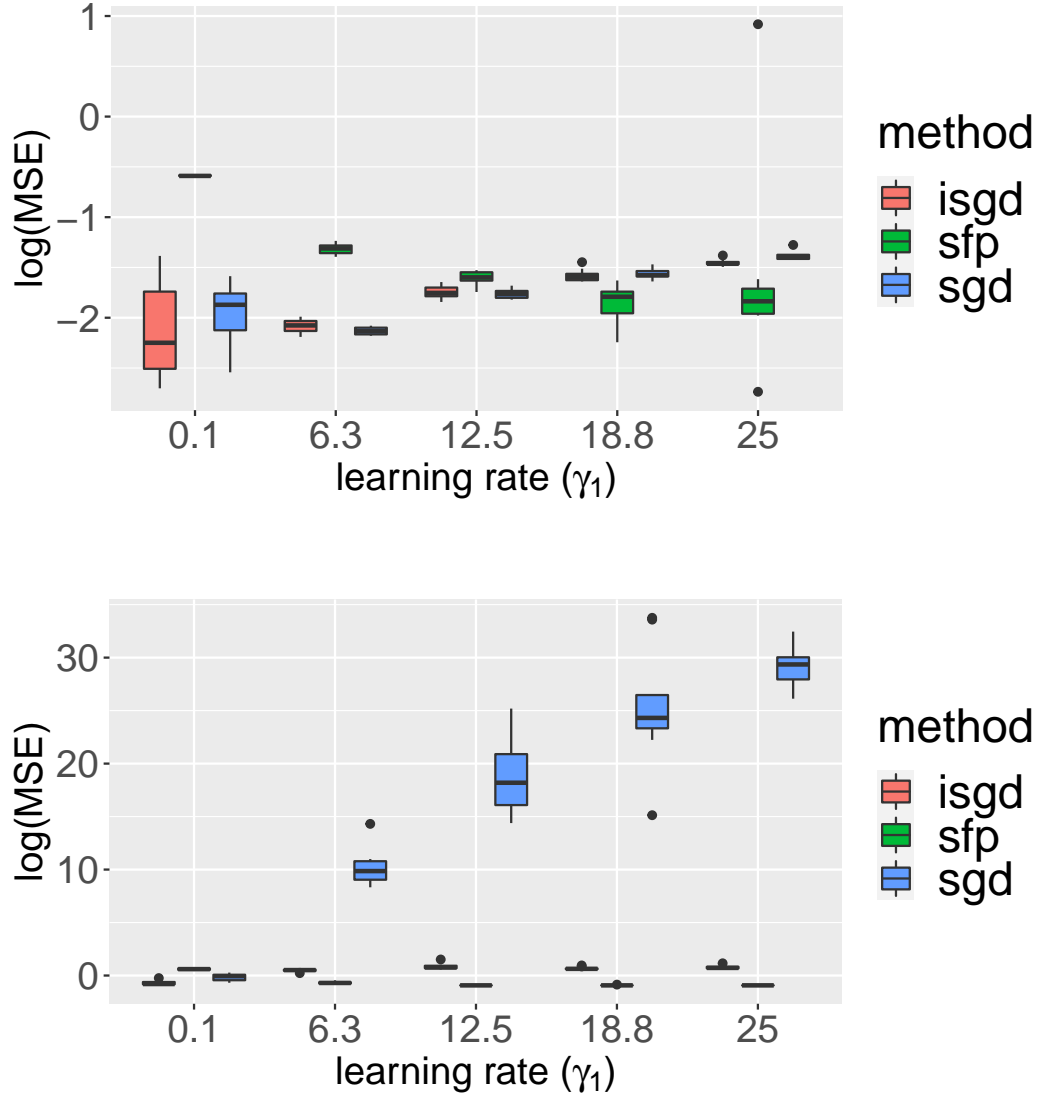 1
0
−1
−2
log(MSE)
0.1 6.3 12.5 18.8 25
learning rate (γ₁)
method
isgd
sfp
sgd
30
20
10
0
log(MSE)
0.1 6.3 12.5 18.8 25
learning rate (γ₁)
method
isgd
sfp
sgd